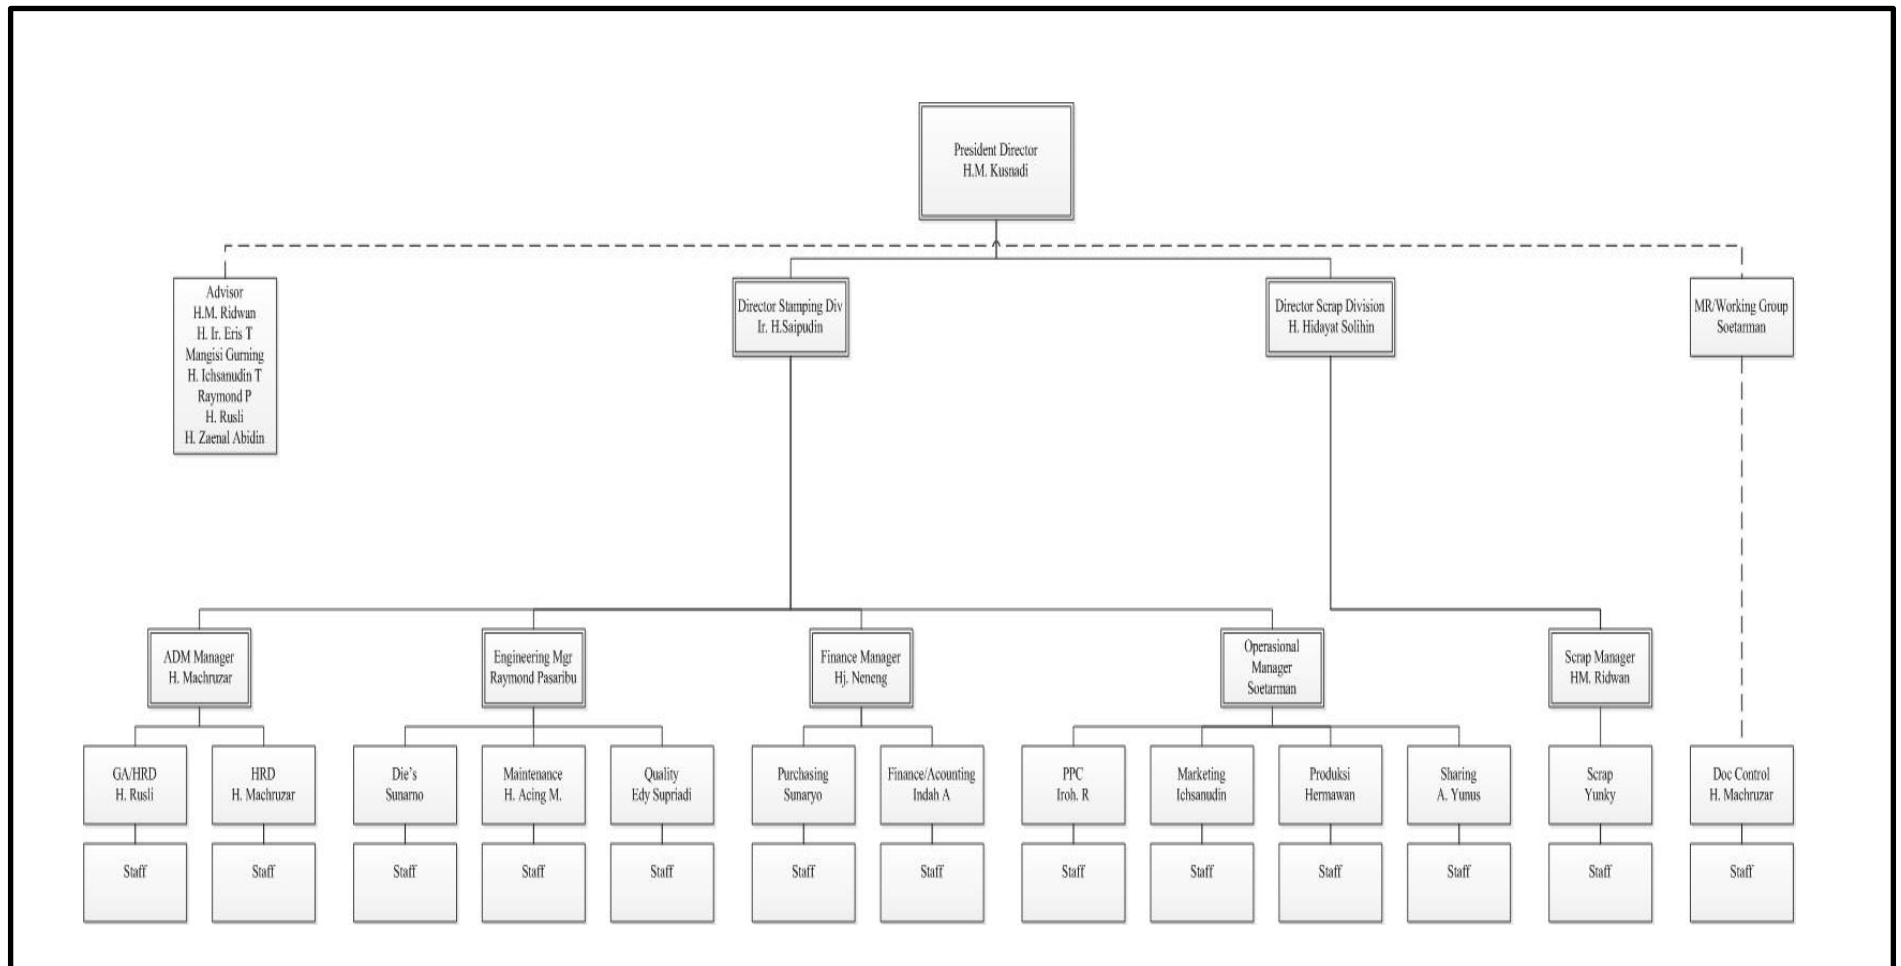 President Director
H.M. Kusnadi
Advisor
H.M. Ridwan
H. Ir. Eris T
Mangisi Gurning
H. Ichsanudin T
Raymond P
H. Rusli
H. Zaenal Abidin
Director Stamping Div
Ir. H.Saipudin
Director Scrap Division
H. Hidayat Solihin
MR/Working Group
Soetarman
ADM Manager
H. Machruzar
Engineering Mgr
Raymond Pasaribu
Finance Manager
Hj. Neneng
Operasional
Manager
Soetarman
Scrap Manager
HM. Ridwan
GA/HRD
H. Rusli
HRD
H. Machruzar
Die's
Sunarno
Maintenance
H. Acing M.
Quality
Edy Supriadi
Purchasing
Sunaryo
Finance/Acounting
Indah A
PPC
Iroh. R
Marketing
Ichsanudin
Produksi
Hermawan
Sharing
A. Yunus
Scrap
Yunky
Doc Control
H. Machruzar
Staff
Staff
Staff
Staff
Staff
Staff
Staff
Staff
Staff
Staff
Staff
Staff
Staff